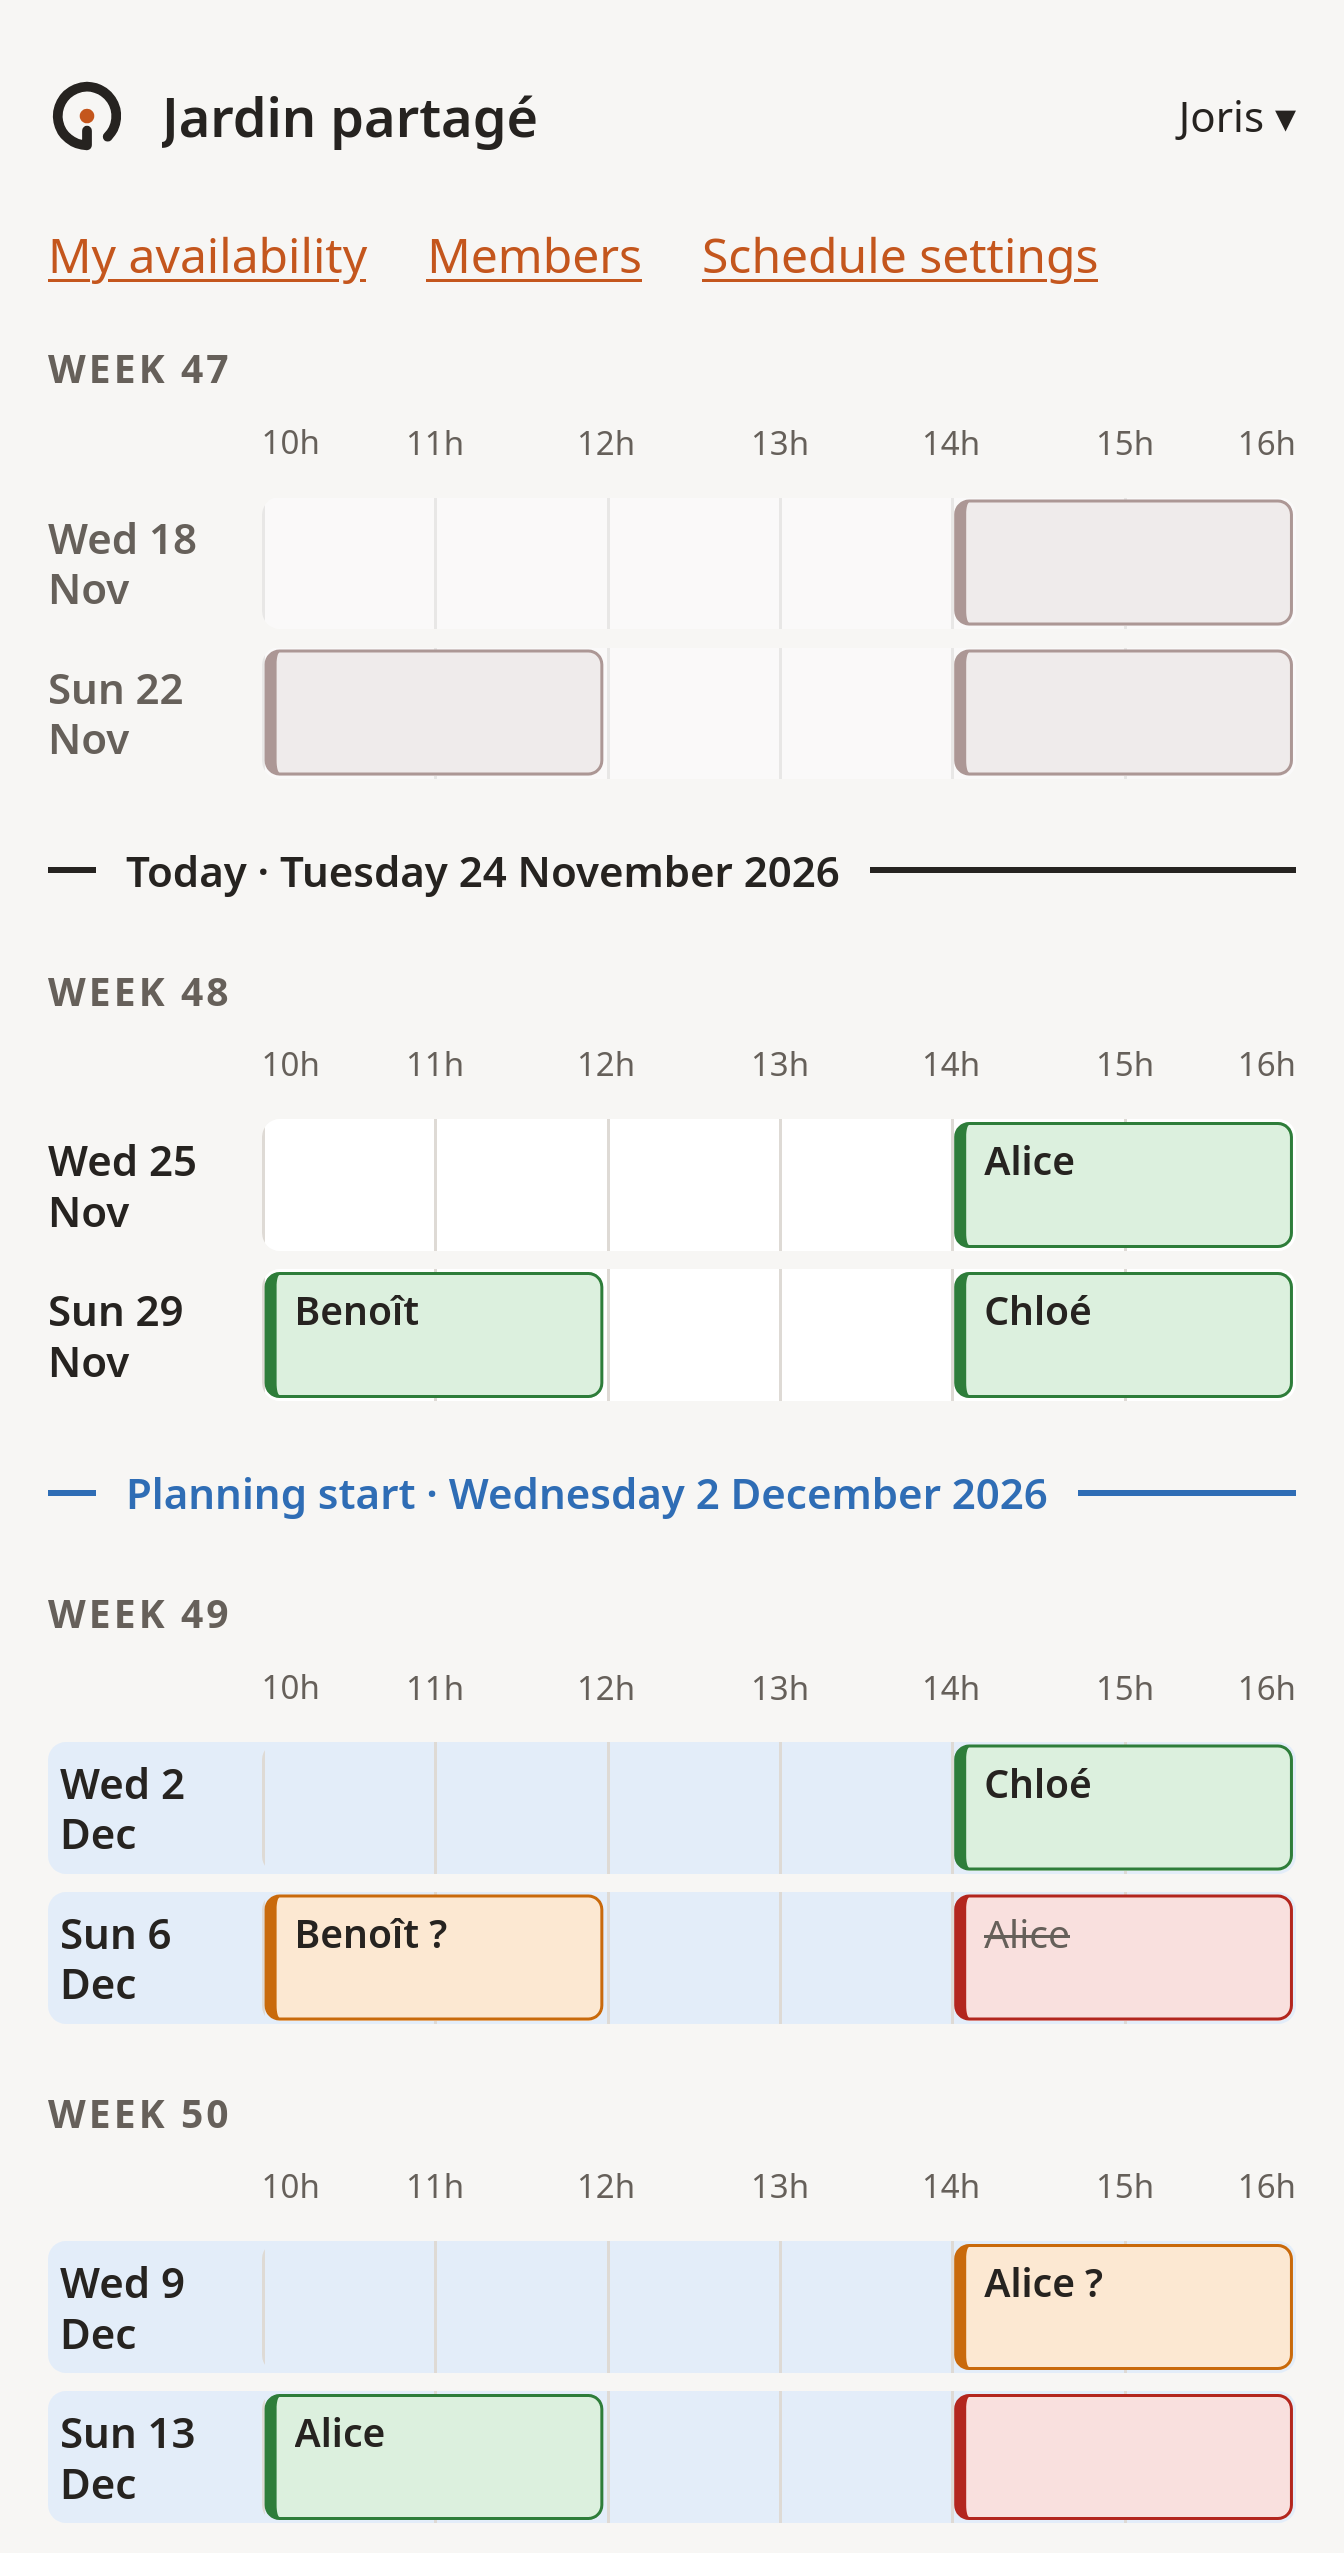 Jardin partagé
Joris ▾
My availability Members Schedule settings
WEEK 47
10h 11h 12h 13h 14h 15h 16h
Wed 18
Nov
Sun 22
Nov
Today · Tuesday 24 November 2026
WEEK 48
10h 11h 12h 13h 14h 15h 16h
Wed 25
Nov
Alice
Sun 29
Nov
Benoît
Chloé
Planning start · Wednesday 2 December 2026
WEEK 49
10h 11h 12h 13h 14h 15h 16h
Wed 2
Dec
Chloé
Sun 6
Dec
Benoît ?
Alice
WEEK 50
10h 11h 12h 13h 14h 15h 16h
Wed 9
Dec
Alice ?
Sun 13
Dec
Alice